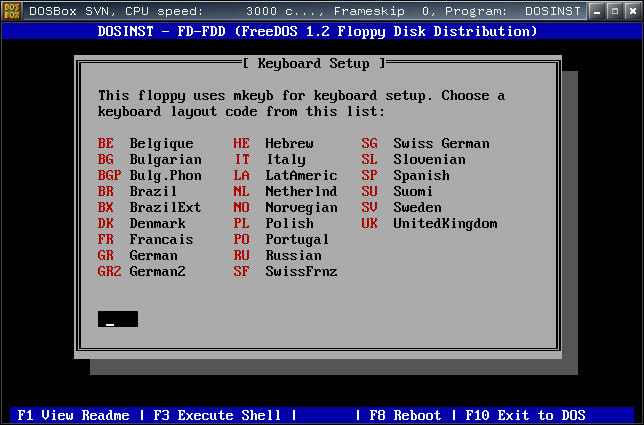 DOS BOX DOSBox SVN, CPU speed: 3000 c..., Frameskip 0, Program: DOSINST
DOSINST - FD-FDD (FreeDOS 1.2 Floppy Disk Distribution)
[ Keyboard Setup ]
This floppy uses mkeyb for keyboard setup. Choose a
keyboard layout code from this list:
BE Belgique HE Hebrew SG Swiss German
BG Bulgarian IT Italy SL Slovenian
BGP Bulg.Phon LA LatAmeric SP Spanish
BR Brazil NL Netherlnd SU Suomi
BX BrazilExt NO Norvegian SV Sweden
DK Denmark PL Polish UK UnitedKingdom
FR Francais PO Portugal
GR German RU Russian
GR2 German2 SF SwissFrnz
F1 View Readme | F3 Execute Shell | | F8 Reboot | F10 Exit to DOS